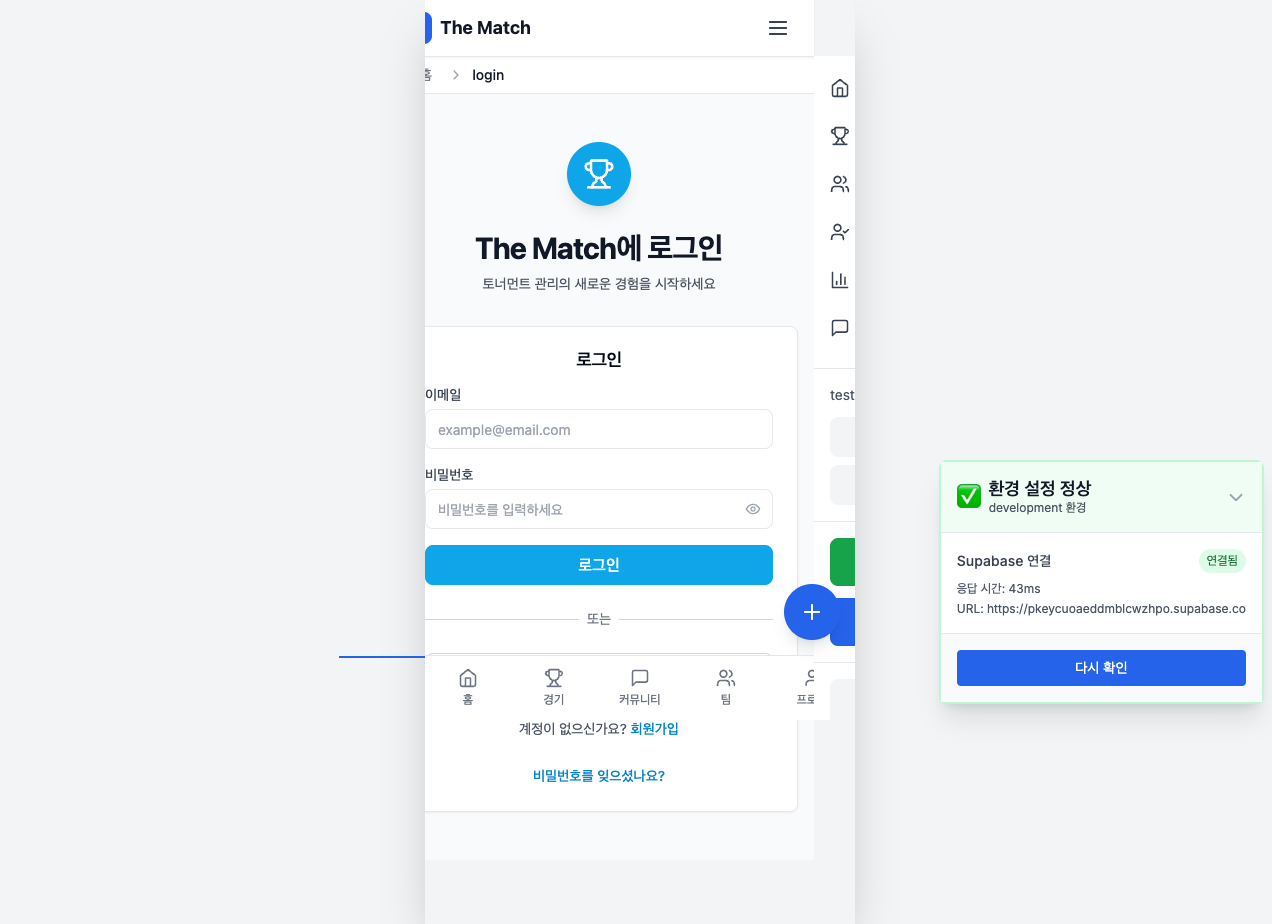 The Match
홈 > login
The Match에 로그인
토너먼트 관리의 새로운 경험을 시작하세요
로그인
이메일
example@email.com
비밀번호
비밀번호를 입력하세요
로그인
또는
홈 경기 커뮤니티 팀
계정이 없으신가요? 회원가입
비밀번호를 잊으셨나요?
test
환경 설정 정상
development 환경
Supabase 연결 연결됨
응답 시간: 43ms
URL: https://pkeycuoaeddmblcwzhpo.supabase.co
다시 확인